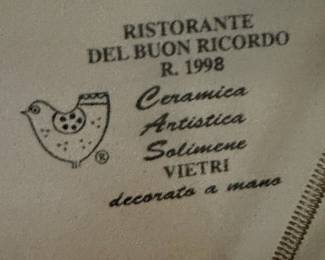 RISTORANTE
DEL BUON RICORDO
R. 1998
Ceramica
Artistica
Solimene
VIETRI
decorato a mano
®